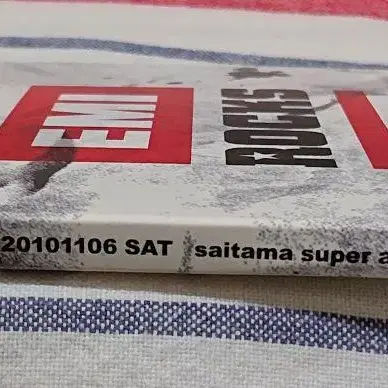 EMI
ROCKS
20101106 SAT saitama super a